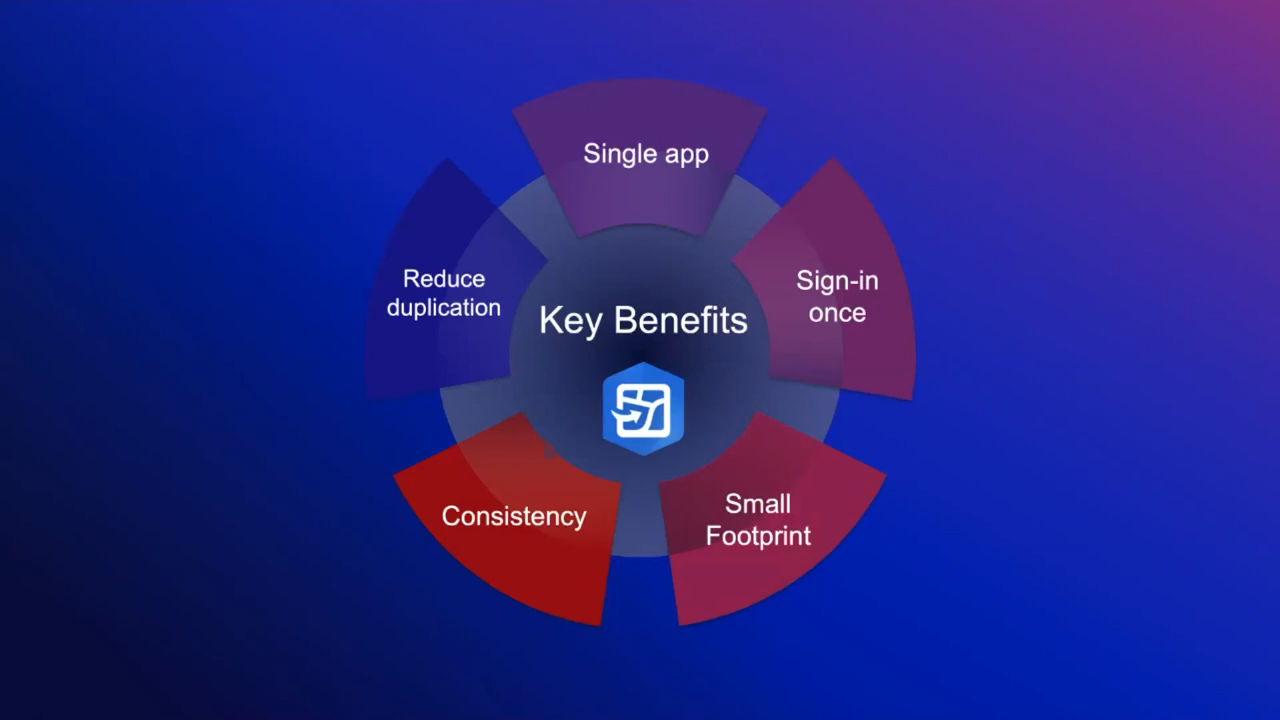 Single app
Sign-in
once
Small
Footprint
Consistency
Reduce
duplication
Key Benefits